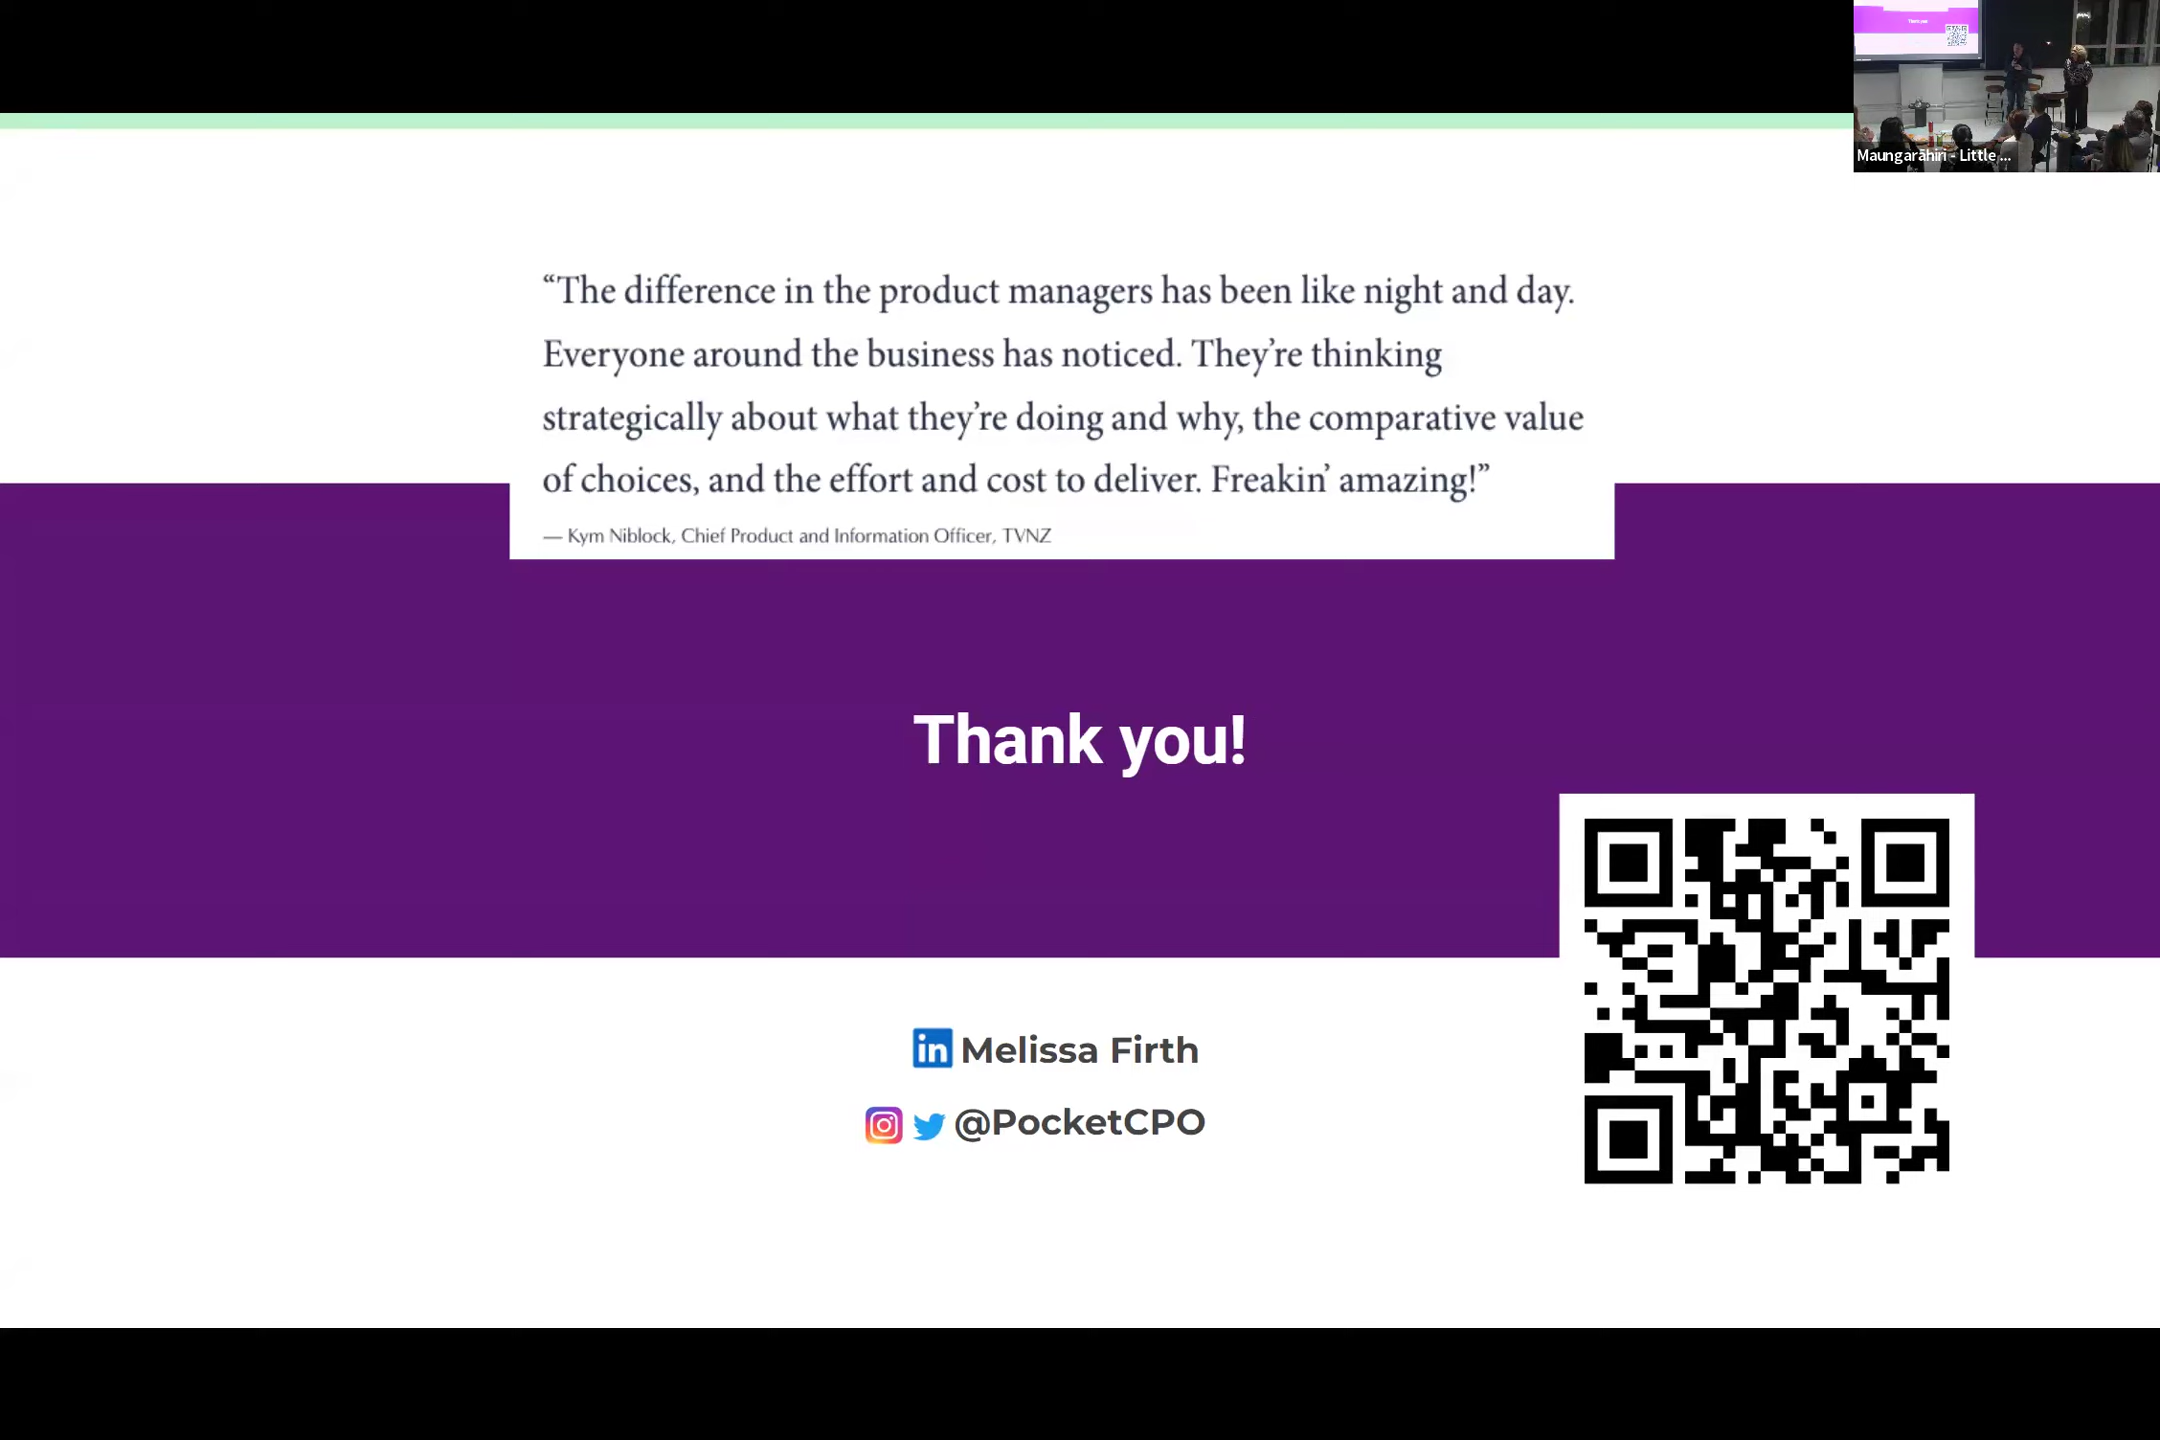 Maungarāhiri - Little ...
“The difference in the product managers has been like night and day.
Everyone around the business has noticed. They’re thinking
strategically about what they’re doing and why, the comparative value
of choices, and the effort and cost to deliver. Freakin’ amazing!”
— Kym Niblock, Chief Product and Information Officer, TVNZ
Thank you!
in Melissa Firth
@PocketCPO